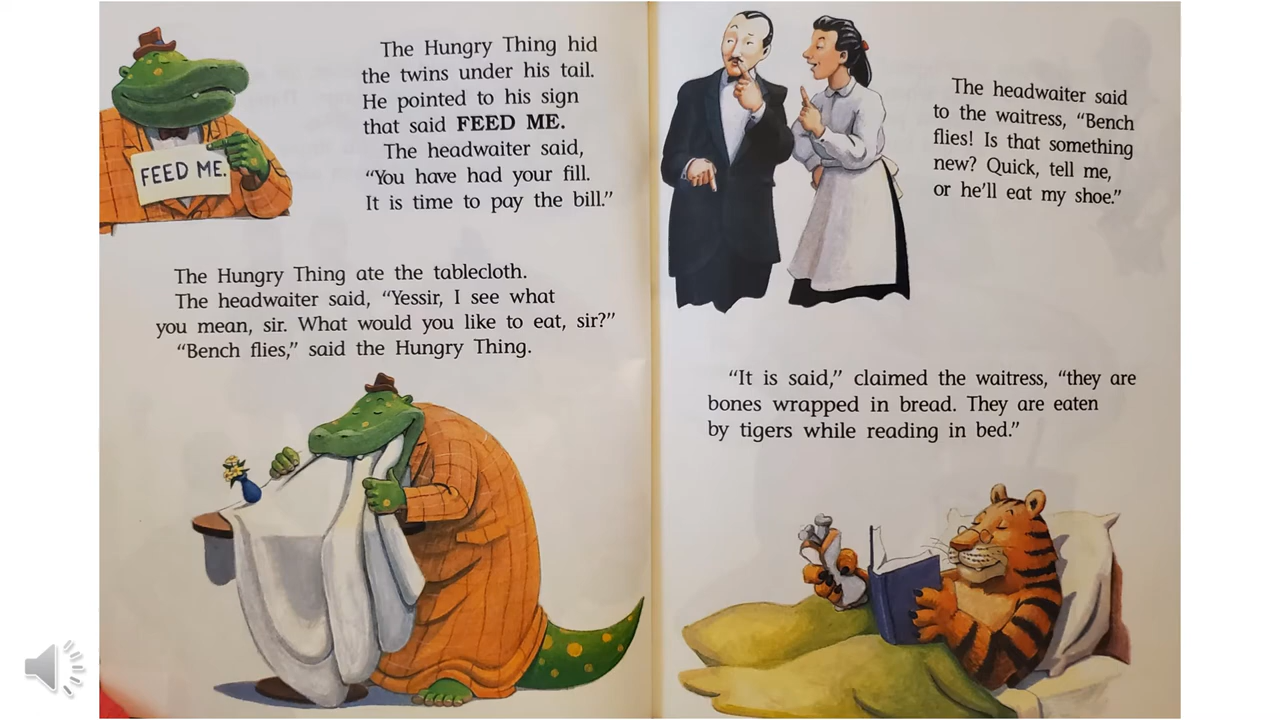 The Hungry Thing hid
the twins under his tail.
He pointed to his sign
that said FEED ME.
The headwaiter said,
"You have had your fill.
It is time to pay the bill."
FEED ME.
The Hungry Thing ate the tablecloth.
The headwaiter said, "Yessir, I see what
you mean, sir. What would you like to eat, sir?"
"Bench flies," said the Hungry Thing.
The headwaiter said
to the waitress, "Bench
flies! Is that something
new? Quick, tell me,
or he'll eat my shoe."
"It is said," claimed the waitress, "they are
bones wrapped in bread. They are eaten
by tigers while reading in bed."